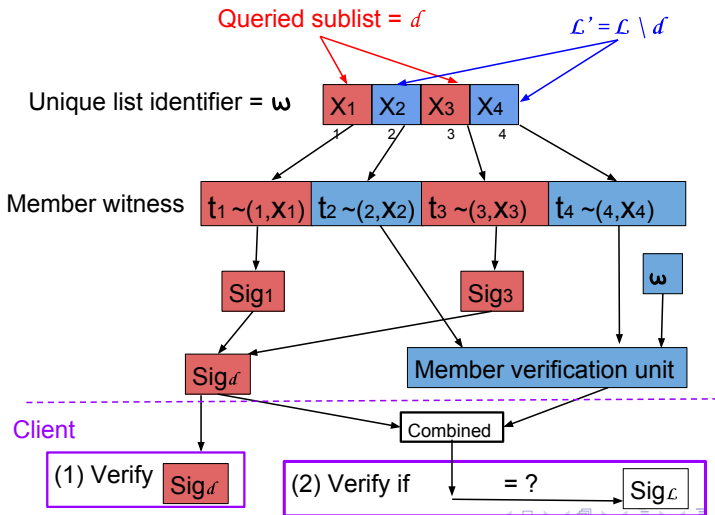 Queried sublist = d
ℒ' = ℒ \ d
Unique list identifier = ω
X1 X2 X3 X4
1 2 3 4
Member witness
t1 ~(1,X1) t2 ~(2,X2) t3 ~(3,X3) t4 ~(4,X4)
Sig1
Sig3
ω
Sigd
Member verification unit
Client
Combined
(1) Verify Sigd
(2) Verify if = ? Sigℒ